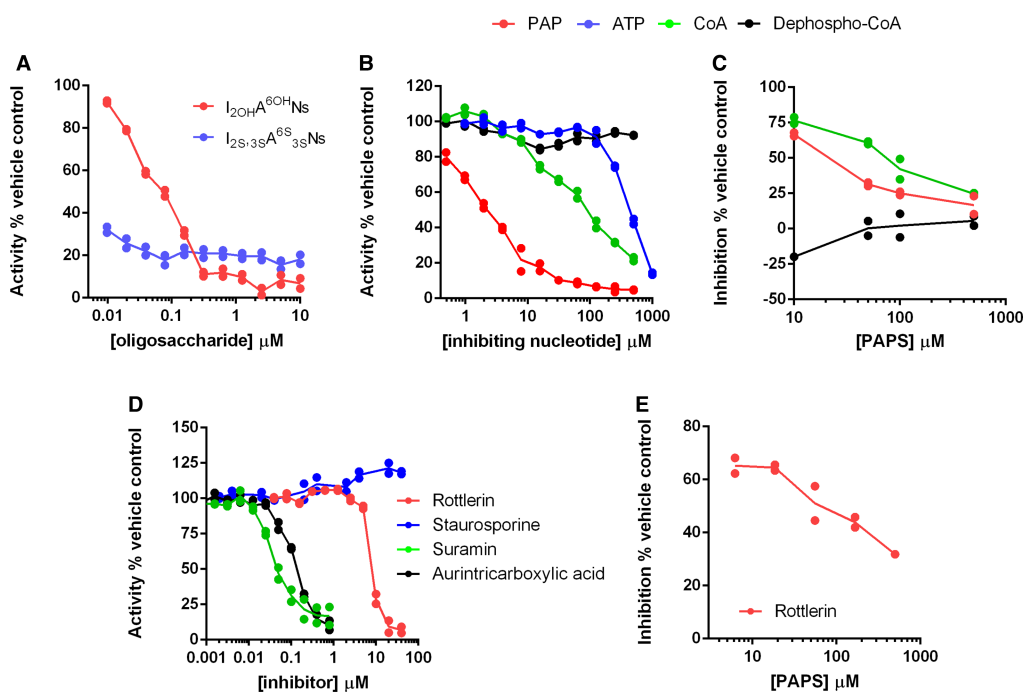 PAP ATP CoA Dephospho-CoA
A
Activity % vehicle control
100
75
60
40
20
0
0.01 0.1 1 10
[oligosaccharide] μM
I2OHA6OHNs
I2S,3SA6S3SNs
B
Activity % vehicle control
120
100
80
60
40
20
0
1 10 100 1000
[inhibiting nucleotide] μM
C
Inhibition % vehicle control
100
75
50
25
0
-25
-50
10 100 1000
[PAPS] μM
D
Activity % vehicle control
150
125
100
75
50
25
0
0.001 0.01 0.1 1 10 100
[inhibitor] μM
Rottlerin
Staurosporine
Suramin
Aurintricarboxylic acid
E
Inhibition % vehicle control
80
60
40
20
0
10 100 1000
[PAPS] μM
Rottlerin